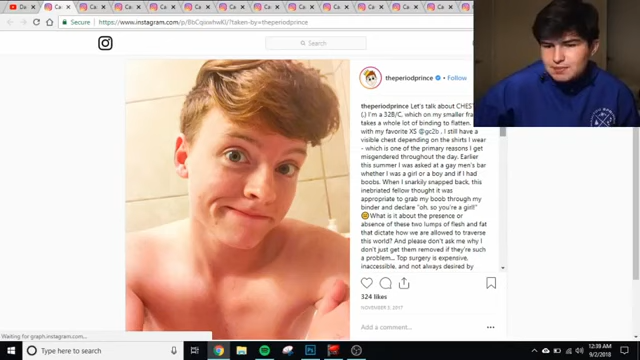 Secure https://www.instagram.com/p/
?taken-by=theperiodprince
Search
theperiodprince • Follow
theperiodprince Let's talk about CHEST
(.) I'm a 32B/C, which on my smaller fra
takes a whole lot of binding to flatten.
with my favorite XS @gc2b, I still have a
visible chest depending on the shirts I wear
- which is one of the primary reasons I get
misgendered throughout the day. Earlier
this summer I was asked at a gay men's bar
whether I was a girl or a boy and if I had
boobs. When I snarkily snapped back, this
inebriated fellow thought it was
appropriate to grab my boob through my
binder and declare "oh, so you're a girl!"
What is it about the presence or
absence of these two lumps of flesh and fat
that dictate how we are allowed to traverse
this world? And please don't ask me why I
don't just get them removed if they're such
a problem... Top surgery is expensive,
inaccessible, and not always desired by
324 likes
NOVEMBER 2, 2017
Add a comment...
Waiting for graph.instagram.com...
Type here to search
12:39 AM
9/2/2018